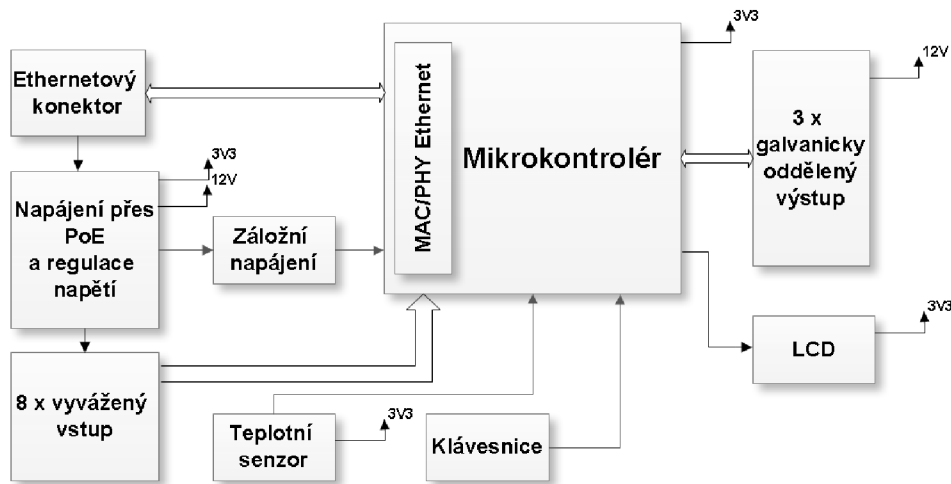 Ethernetový
konektor
3V3
12V
Napájení přes
PoE
a regulace
napětí
Záložní
napájení
8 x vyvážený
vstup
MAC/PHY Ethernet
Mikrokontrolér
3V3
12V
3 x
galvanicky
oddělený
výstup
3V3
LCD
3V3
Teplotní
senzor
Klávesnice